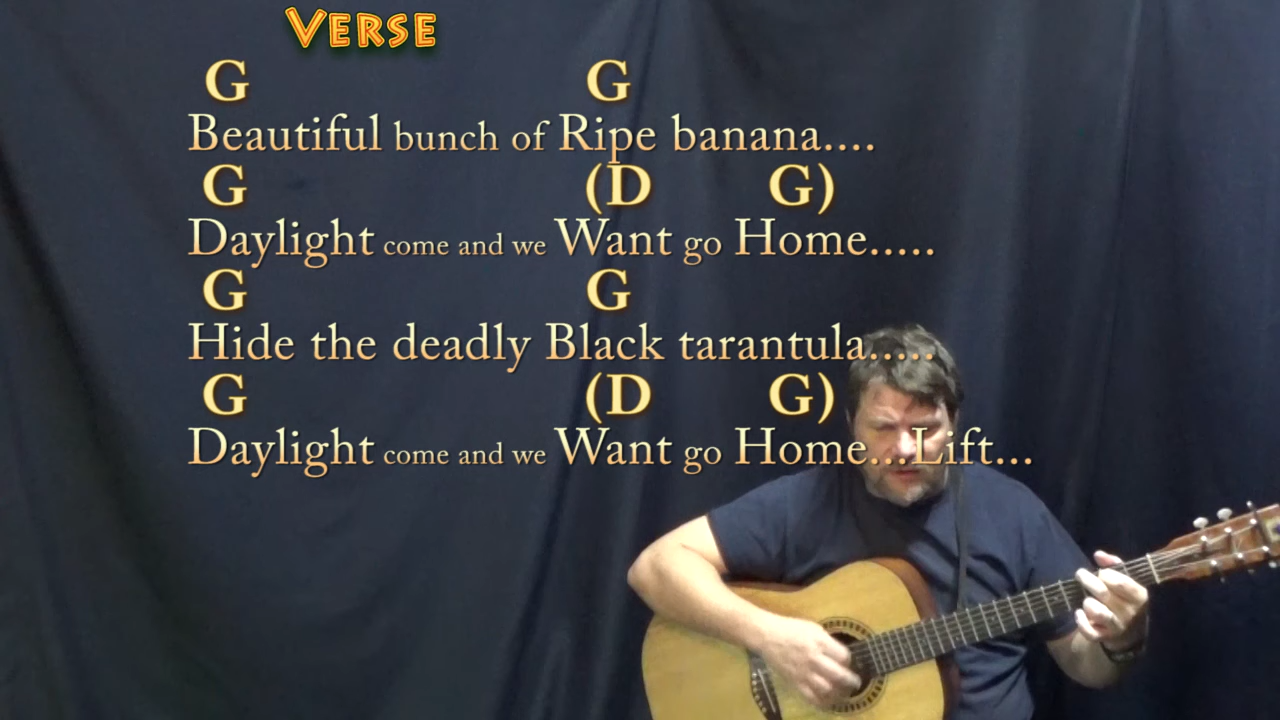 VERSE
G G
Beautiful bunch of Ripe banana....
G (D G)
Daylight come and we Want go Home.....
G G
Hide the deadly Black tarantula.....
G (D G)
Daylight come and we Want go Home...Lift...